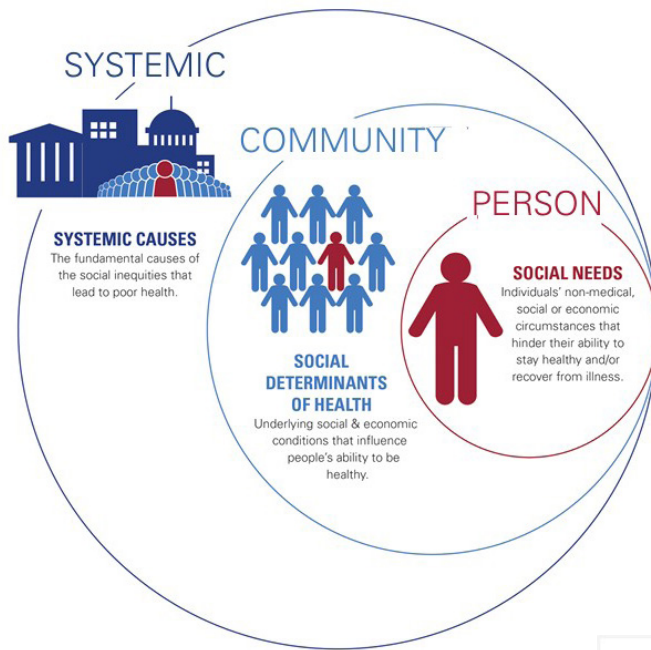 SYSTEMIC
SYSTEMIC CAUSES
The fundamental causes of
the social inequities that
lead to poor health.
COMMUNITY
SOCIAL
DETERMINANTS
OF HEALTH
Underlying social & economic
conditions that influence
people's ability to be
healthy.
PERSON
SOCIAL NEEDS
Individuals' non-medical,
social or economic
circumstances that
hinder their ability to
stay healthy and/or
recover from illness.